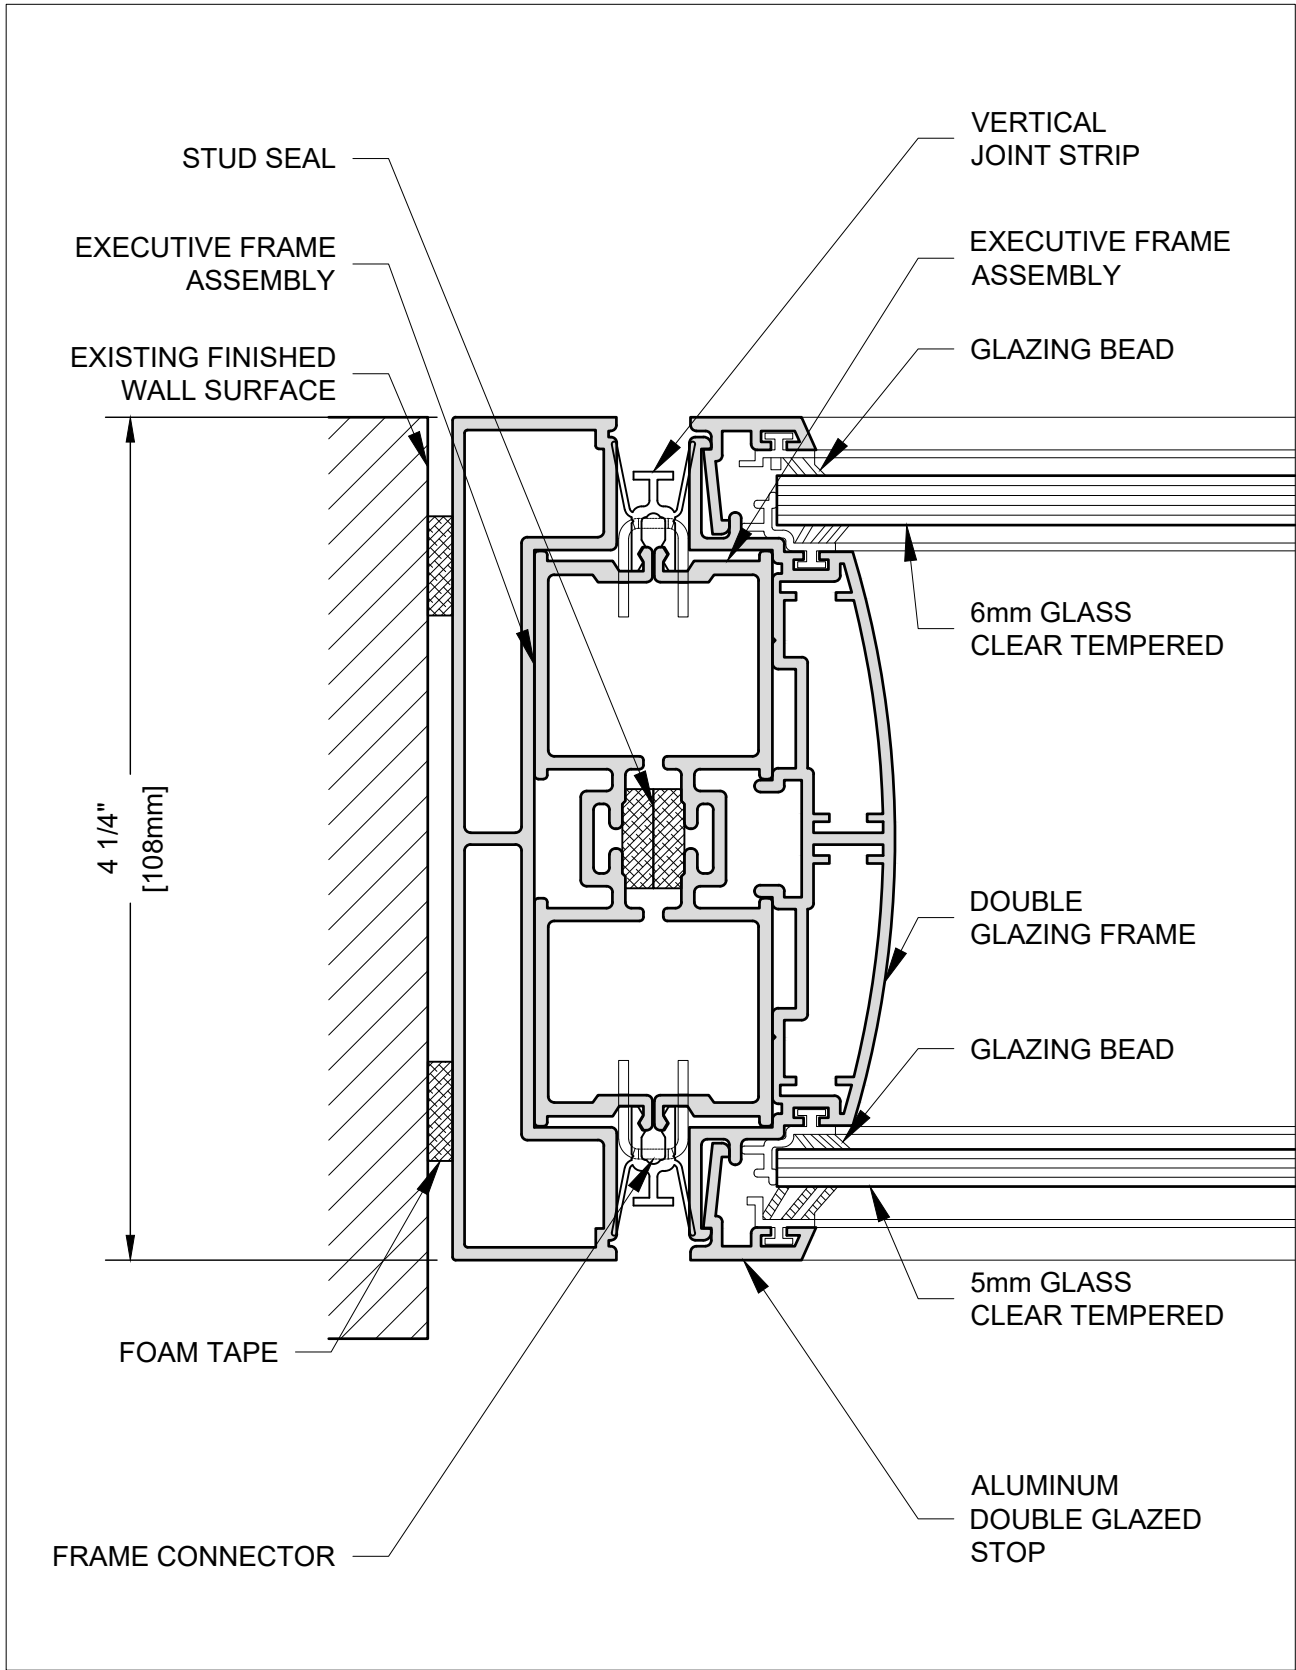 STUD SEAL
EXECUTIVE FRAME
ASSEMBLY
EXISTING FINISHED
WALL SURFACE
4 1/4"
[108mm]
FOAM TAPE
FRAME CONNECTOR
VERTICAL
JOINT STRIP
EXECUTIVE FRAME
ASSEMBLY
GLAZING BEAD
6mm GLASS
CLEAR TEMPERED
DOUBLE
GLAZING FRAME
GLAZING BEAD
5mm GLASS
CLEAR TEMPERED
ALUMINUM
DOUBLE GLAZED
STOP